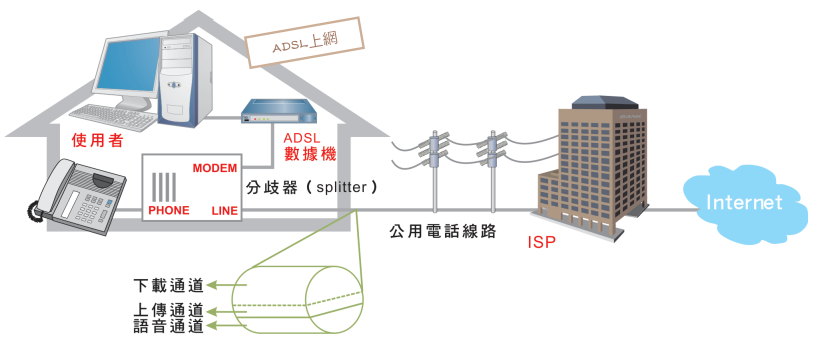 ADSL上網
使用者
ADSL
數據機
MODEM
分歧器（splitter）
PHONE
LINE
公用電話線路
ISP
Internet
下載通道
上傳通道
語音通道